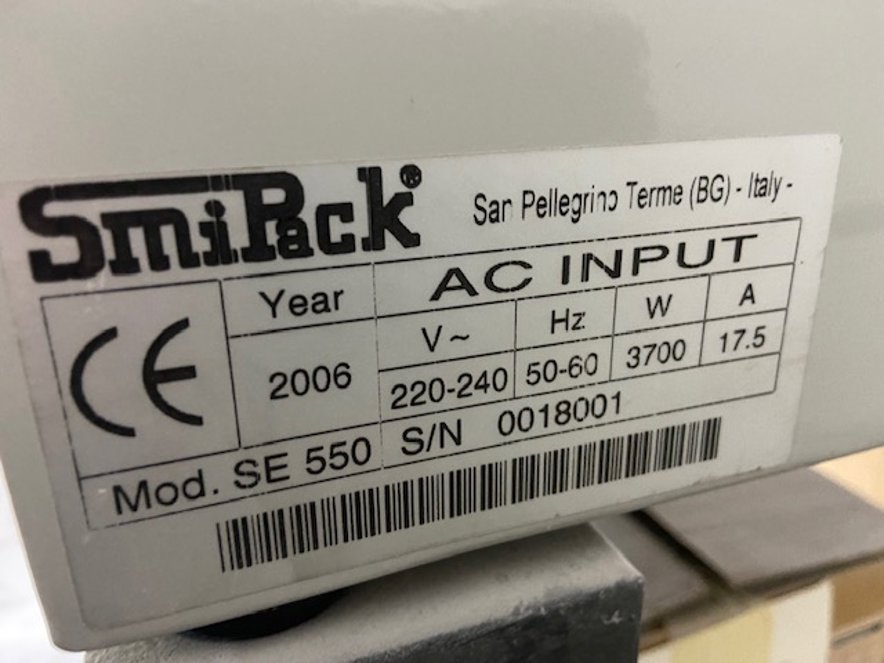 SmiPack®
San Pellegrino Terme (BG) - Italy -
CE
Year
AC INPUT
V~ Hz W A
2006
220-240 50-60 3700 17.5
Mod. SE 550 S/N 0018001